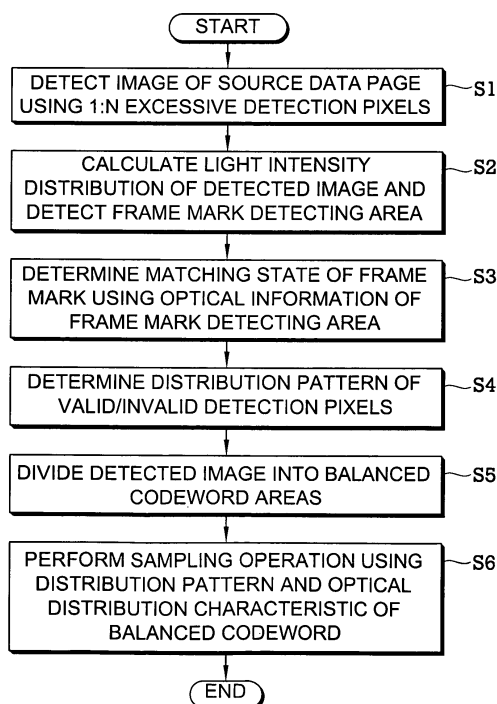 START
DETECT IMAGE OF SOURCE DATA PAGE
USING 1:N EXCESSIVE DETECTION PIXELS
S1
CALCULATE LIGHT INTENSITY
DISTRIBUTION OF DETECTED IMAGE AND
DETECT FRAME MARK DETECTING AREA
S2
DETERMINE MATCHING STATE OF FRAME
MARK USING OPTICAL INFORMATION OF
FRAME MARK DETECTING AREA
S3
DETERMINE DISTRIBUTION PATTERN OF
VALID/INVALID DETECTION PIXELS
S4
DIVIDE DETECTED IMAGE INTO BALANCED
CODEWORD AREAS
S5
PERFORM SAMPLING OPERATION USING
DISTRIBUTION PATTERN AND OPTICAL
DISTRIBUTION CHARACTERISTIC OF
BALANCED CODEWORD
S6
END